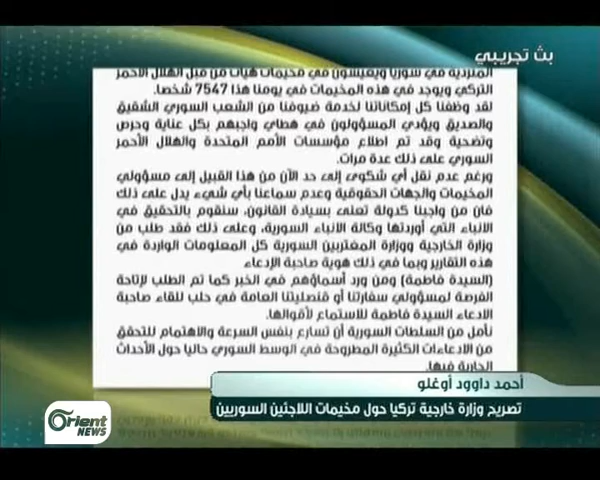 بث تجريبي
المتردية في سوريا ويعيشون في مخيمات هيأت من قبل الهلال الأحمر
التركي ويوجد في هذه المخيمات في يومنا هذا 7547 شخصا.
لقد وظفنا كل إمكاناتنا لخدمة ضيوفنا من الشعب السوري الشقيق
والصديق ويؤدي المسؤولون في هطاي واجبهم بكل عناية وحرص
وتضحية وقد تم اطلاع مؤسسات الأمم المتحدة والهلال الأحمر
السوري على ذلك عدة مرات.
ورغم عدم نقل أي شكوى إلى حد الآن من هذا القبيل إلى مسؤولي
المخيمات والجهات الحقوقية وعدم سماعنا بأي شيء يدل على ذلك
فان من واجبنا كدولة تعنى بسيادة القانون، سنقوم بالتحقيق في
الانباء التي أوردتها وكالة الانباء السورية، وعلى ذلك فقد طلب من
وزارة الخارجية ووزارة المغتربين السورية كل المعلومات الواردة في
هذه التقارير وبما في ذلك هوية صاحبة الإدعاء
(السيدة فاطمة) ومن ورد أسماؤهم في الخبر كما تم الطلب لإتاحة
الفرصة لمسؤولي سفارتنا أو قنصليتنا العامة في حلب للقاء صاحبة
الادعاء السيدة فاطمة للاستماع لأقوالها.
نأمل من السلطات السورية أن تسارع بنفس السرعة والاهتمام للتحقق
من الادعاءات الكثيرة المطروحة في الوسط السوري حاليا حول الأحداث
الجارية فيها.
أحمد داوود أوغلو
تصريح وزارة خارجية تركيا حول مخيمات اللاجئين السوريين
Orient
NEWS